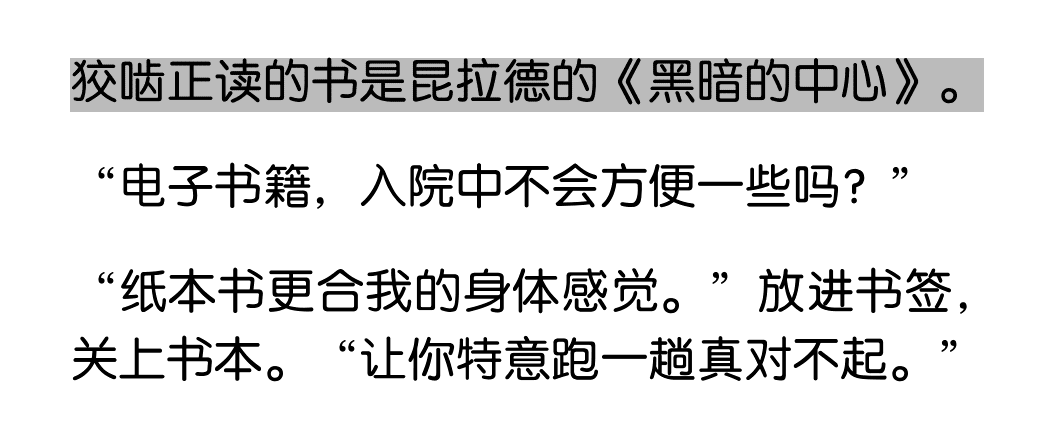 狡啮正读的书是昆拉德的《黑暗的中心》。
“电子书籍，入院中不会方便一些吗？”
“纸本书更合我的身体感觉。”放进书签，
关上书本。“让你特意跑一趟真对不起。”